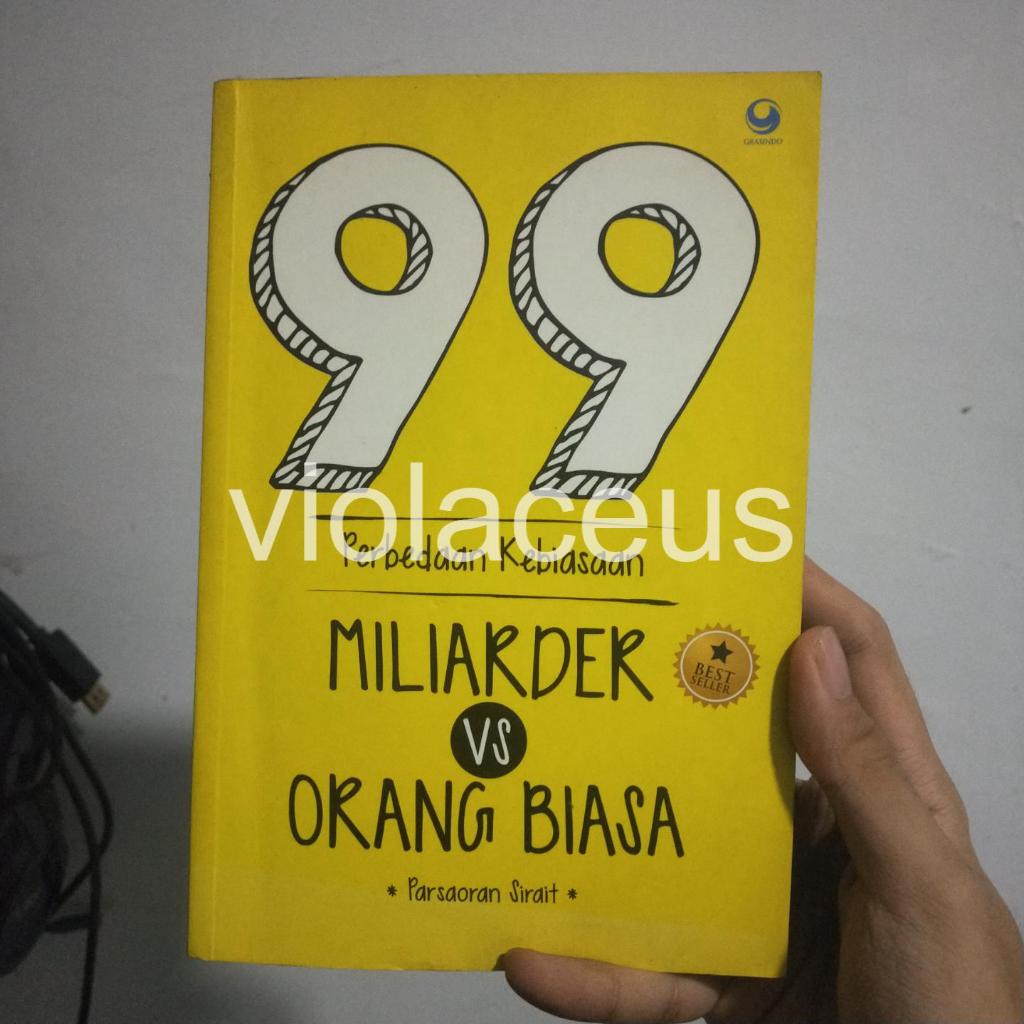 GRASINDO
99
violaceus
Perbedaan Kebiasaan
MILIARDER
BEST
SELLER
VS
ORANG BIASA
* Parsaoran Sirait *